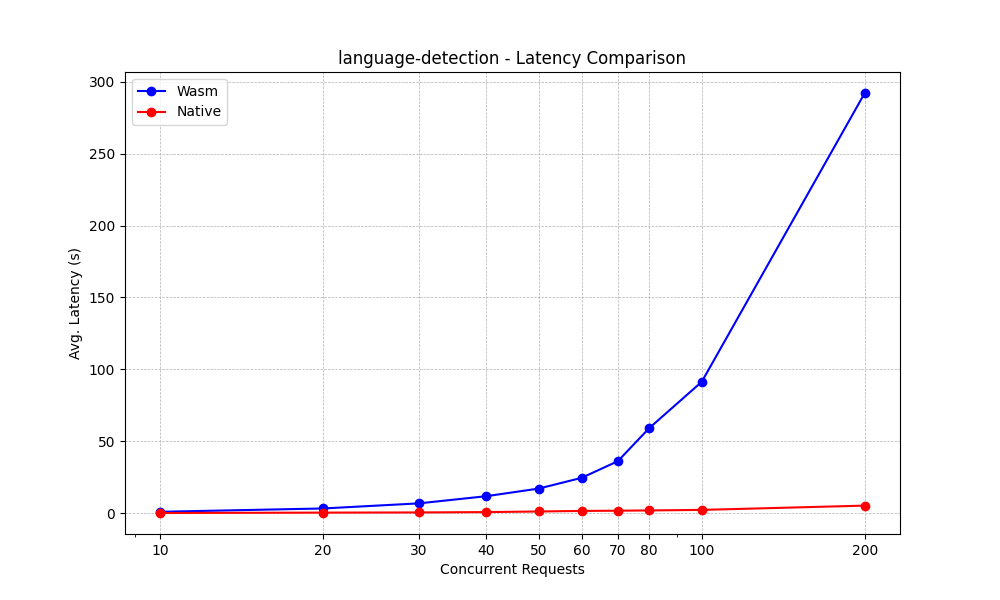 language-detection - Latency Comparison
Wasm
Native
300
250
200
150
100
50
0
Avg. Latency (s)
10 20 30 40 50 60 70 80 100 200
Concurrent Requests